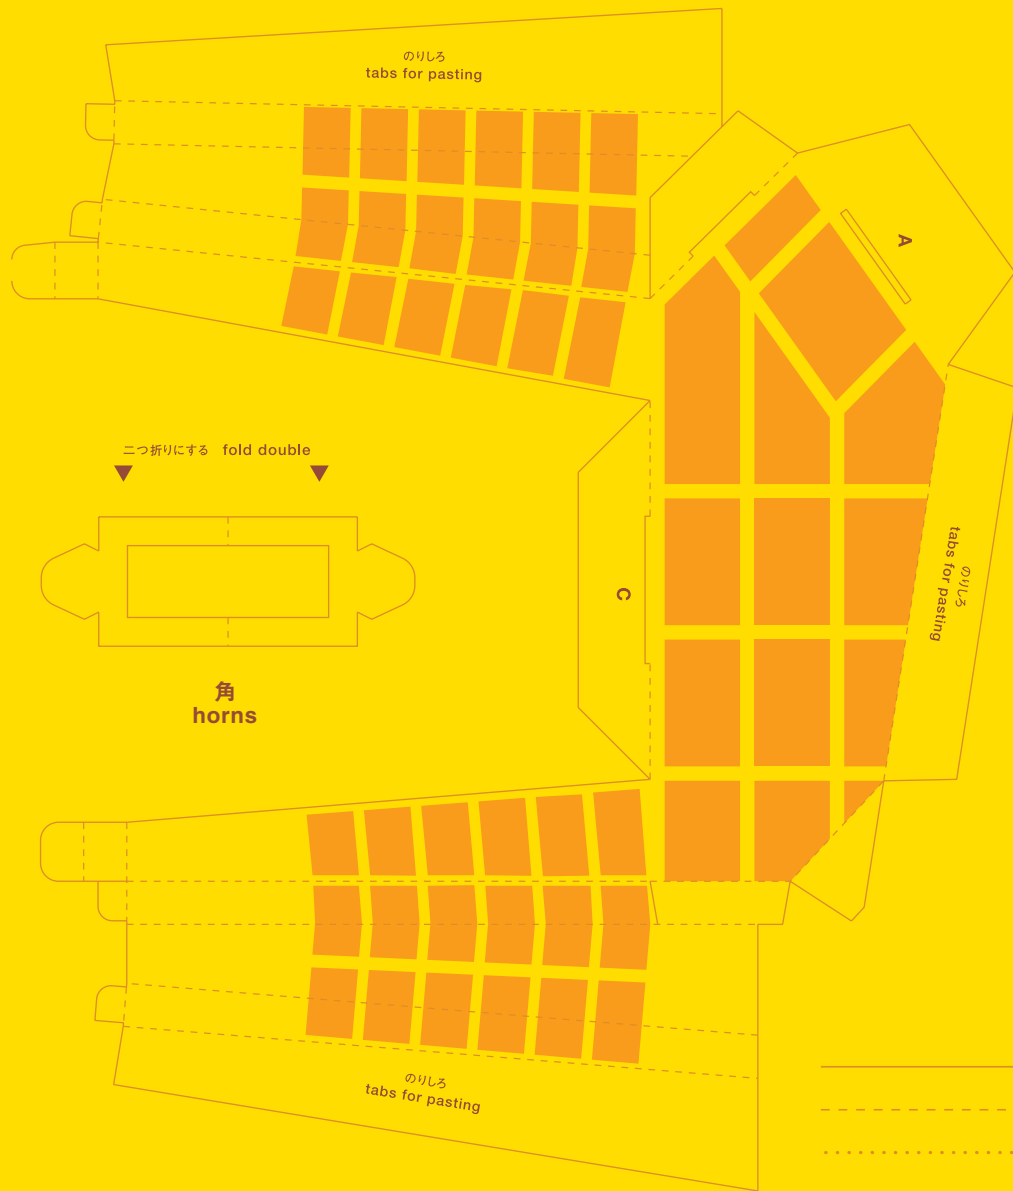 のりしろ
tabs for pasting
A
二つ折りにする fold double
のりしろ
tabs for pasting
C
角
horns
のりしろ
tabs for pasting